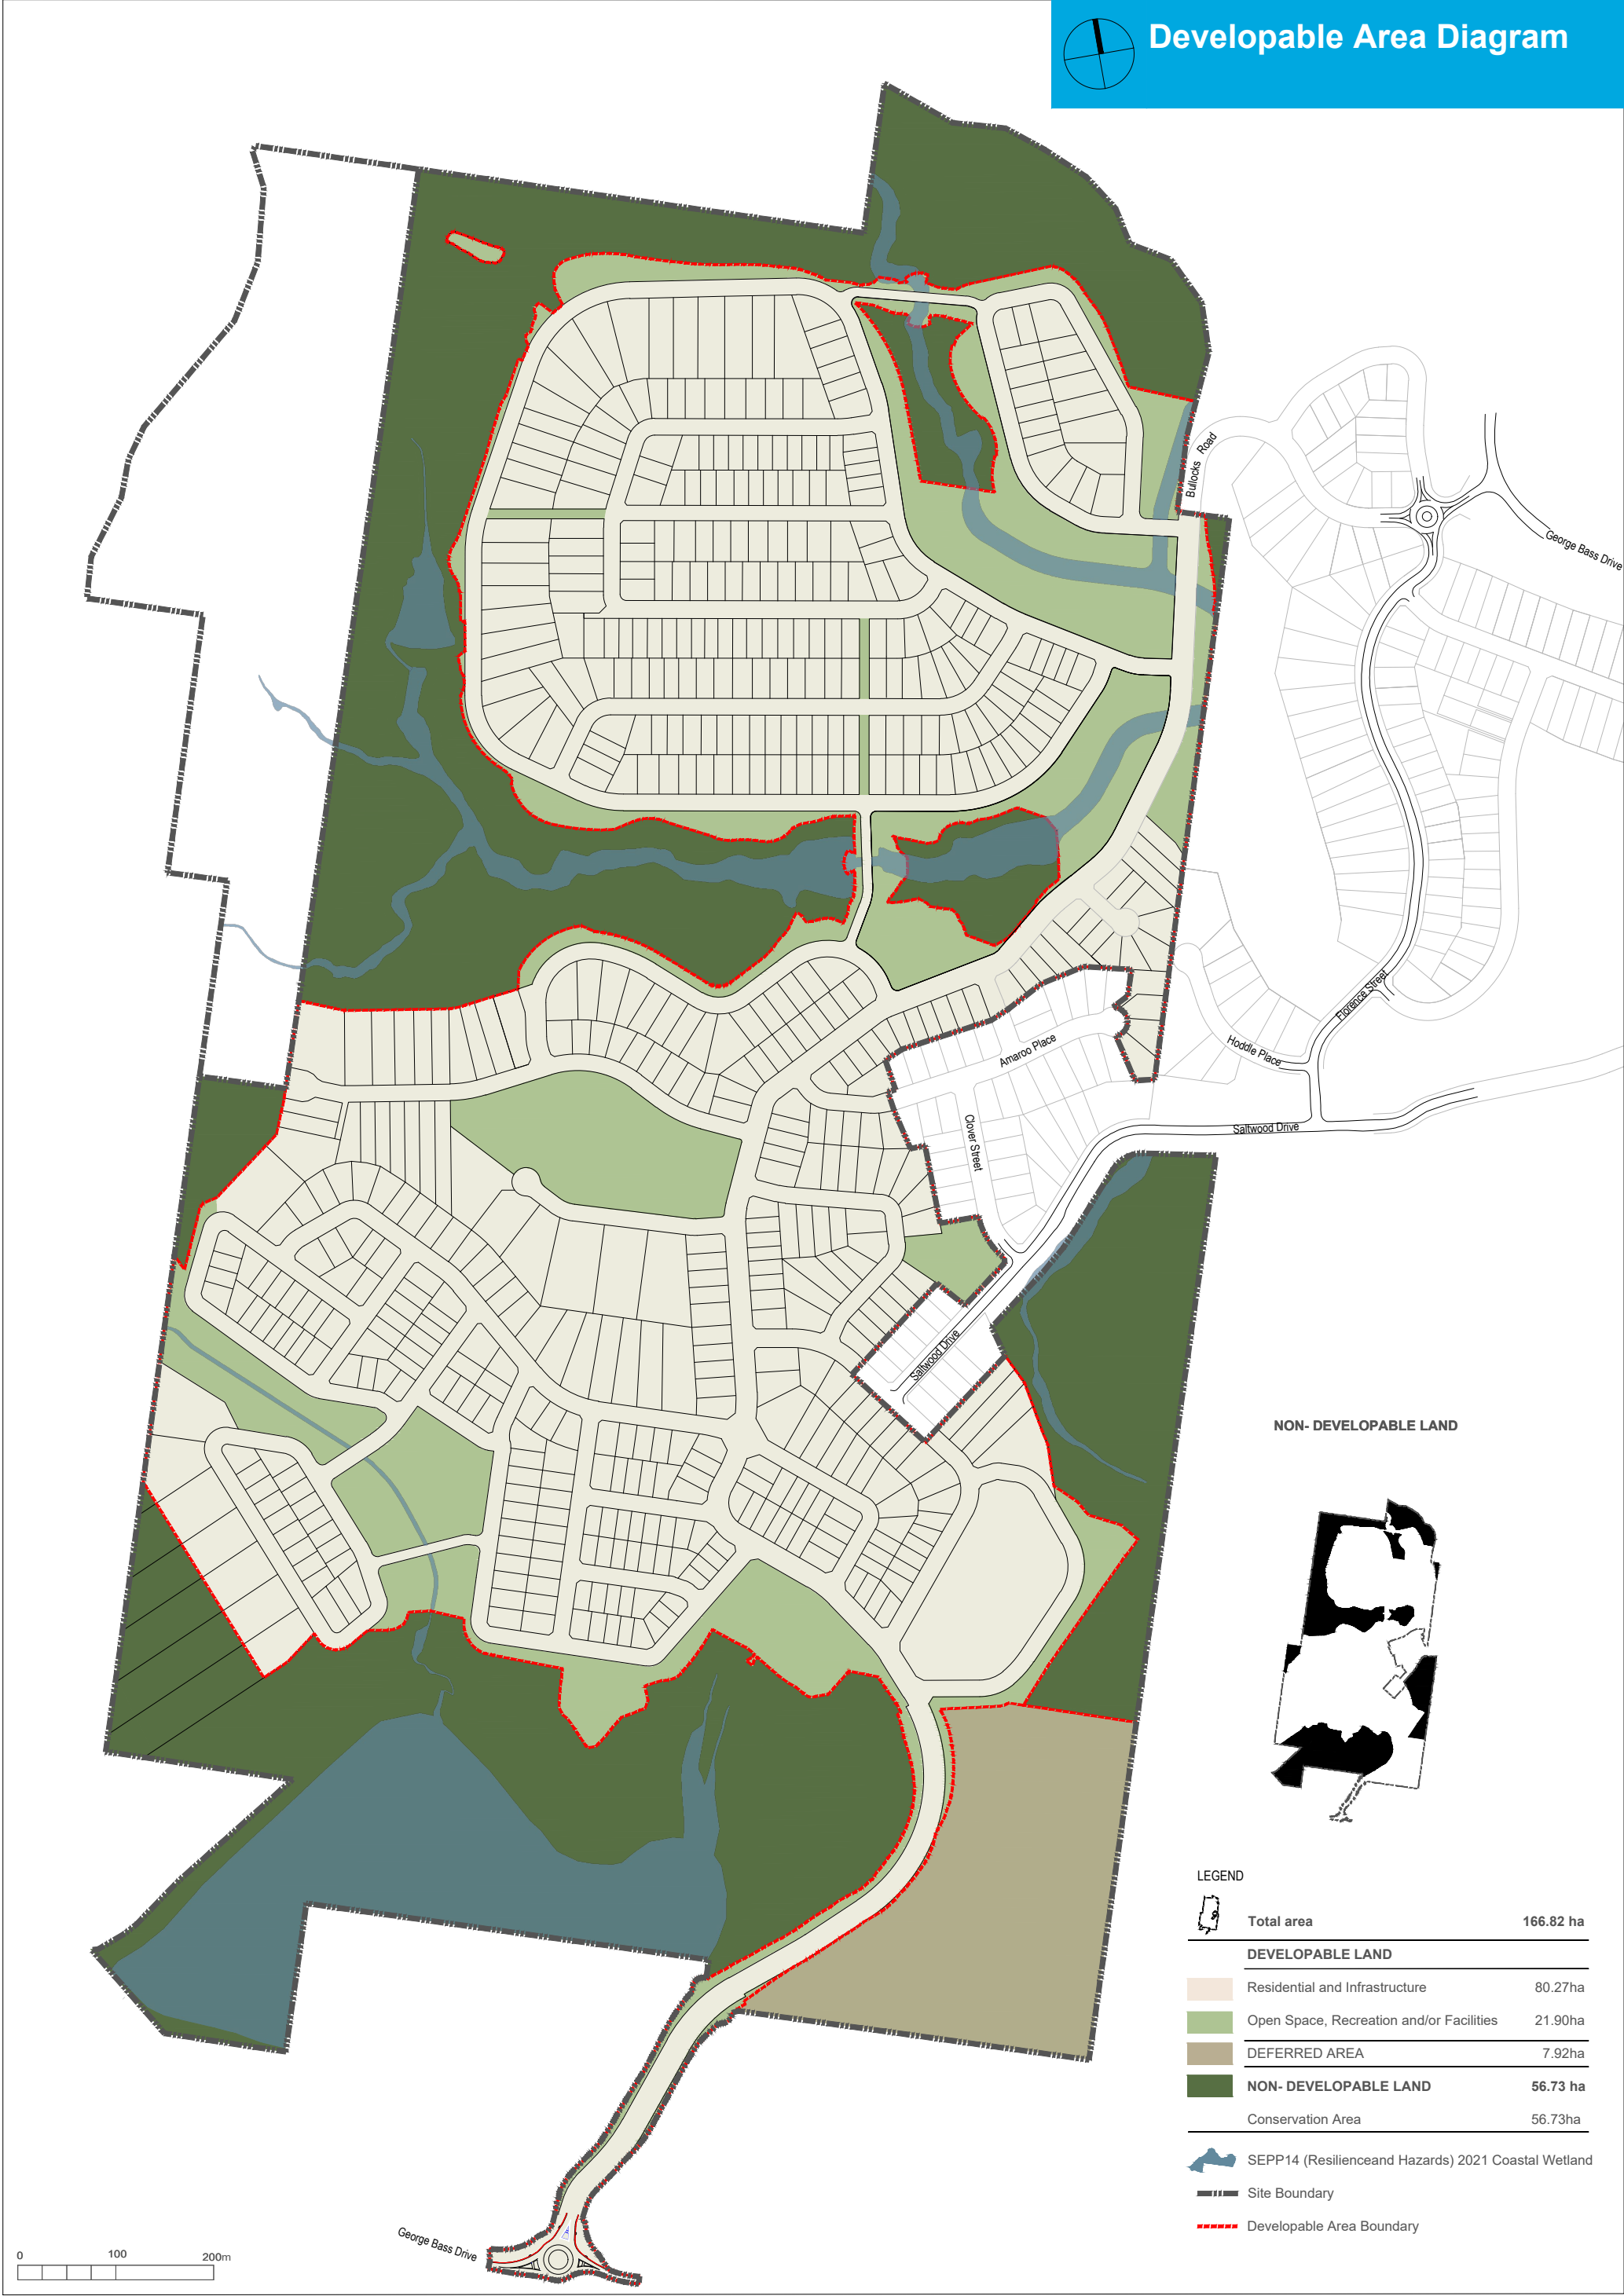 Developable Area Diagram
Bullocks Road
George Bass Drive
Florence Street
Hoddle Place
Amaroo Place
Clover Street
Saltwood Drive
Saltwood Drive
NON- DEVELOPABLE LAND
LEGEND
Total area 166.82 ha
DEVELOPABLE LAND
Residential and Infrastructure 80.27ha
Open Space, Recreation and/or Facilities 21.90ha
DEFERRED AREA 7.92ha
NON- DEVELOPABLE LAND 56.73 ha
Conservation Area 56.73ha
SEPP14 (Resilienceand Hazards) 2021 Coastal Wetland
Site Boundary
Developable Area Boundary
George Bass Drive
0 100 200m